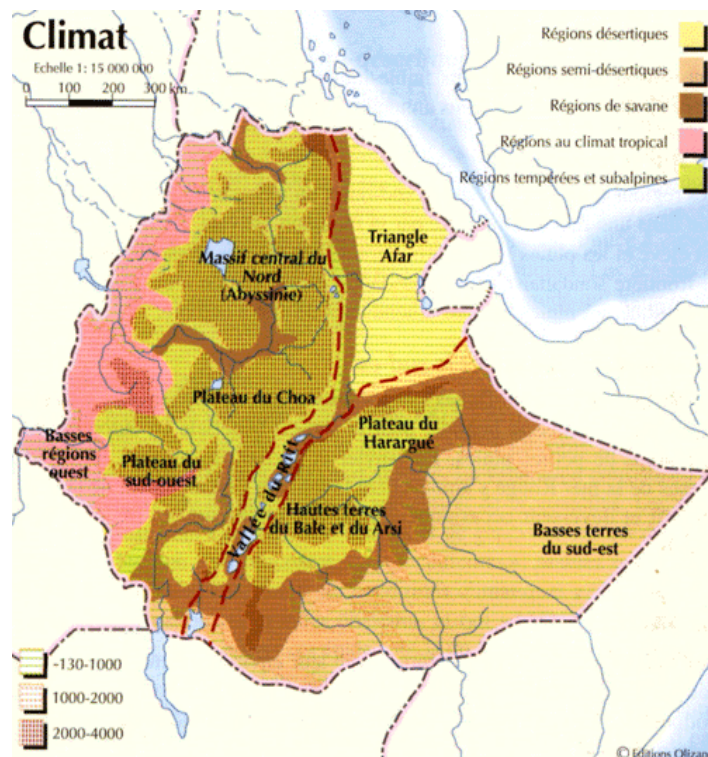 Climat
Echelle 1: 15 000 000
0 100 200 300 km
Régions désertiques
Régions semi-désertiques
Régions de savane
Régions au climat tropical
Régions tempérées et subalpines
Triangle
Afar
Massif central du
Nord
(Abyssinie)
Plateau du Choa
Plateau du
Harargué
Basses
régions
ouest
Plateau du
sud-ouest
Vallée du Rift
Hautes terres
du Bale et du Arsi
Basses terres
du sud-est
-130-1000
1000-2000
2000-4000
© Editions Olizane